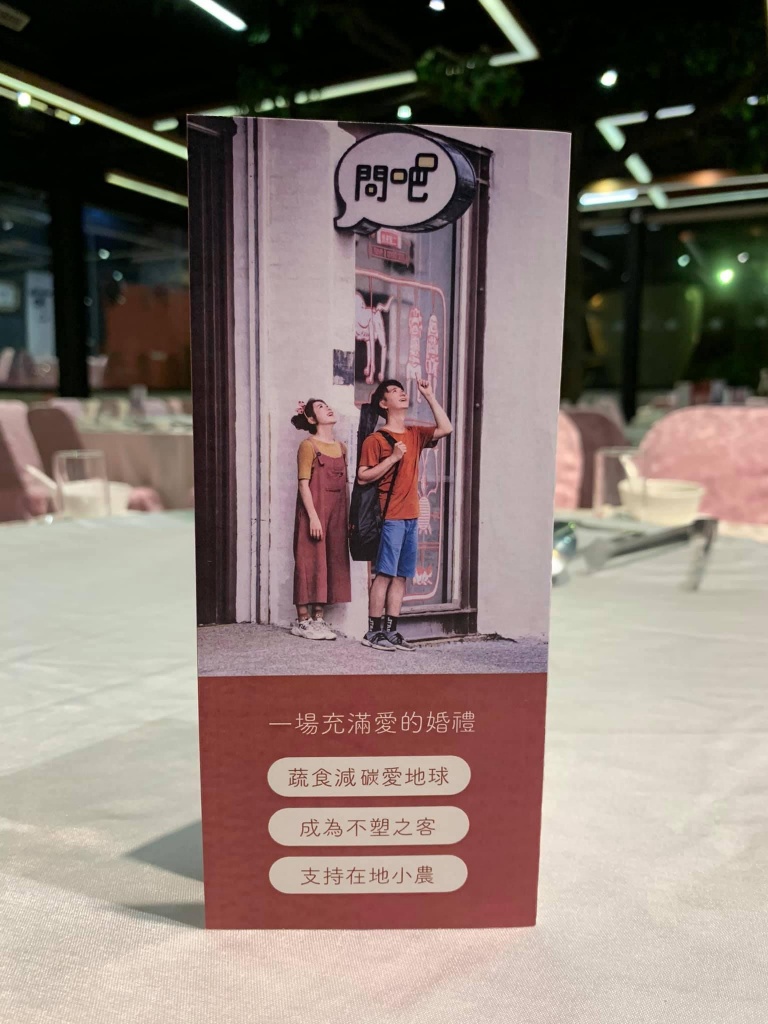 問吧
一場充滿愛的婚禮
蔬食減碳愛地球
成為不塑之客
支持在地小農